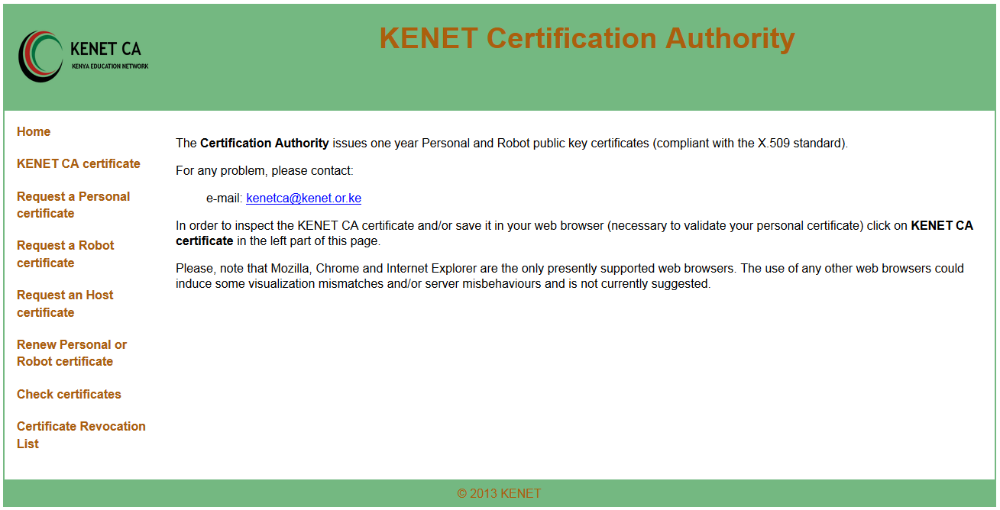 KENET CA
KENYA EDUCATION NETWORK
KENET Certification Authority
Home
KENET CA certificate
Request a Personal
certificate
Request a Robot
certificate
Request an Host
certificate
Renew Personal or
Robot certificate
Check certificates
Certificate Revocation
List
The Certification Authority issues one year Personal and Robot public key certificates (compliant with the X.509 standard).
For any problem, please contact:
e-mail: kenetca@kenet.or.ke
In order to inspect the KENET CA certificate and/or save it in your web browser (necessary to validate your personal certificate) click on KENET CA
certificate in the left part of this page.
Please, note that Mozilla, Chrome and Internet Explorer are the only presently supported web browsers. The use of any other web browsers could
induce some visualization mismatches and/or server misbehaviours and is not currently suggested.
© 2013 KENET